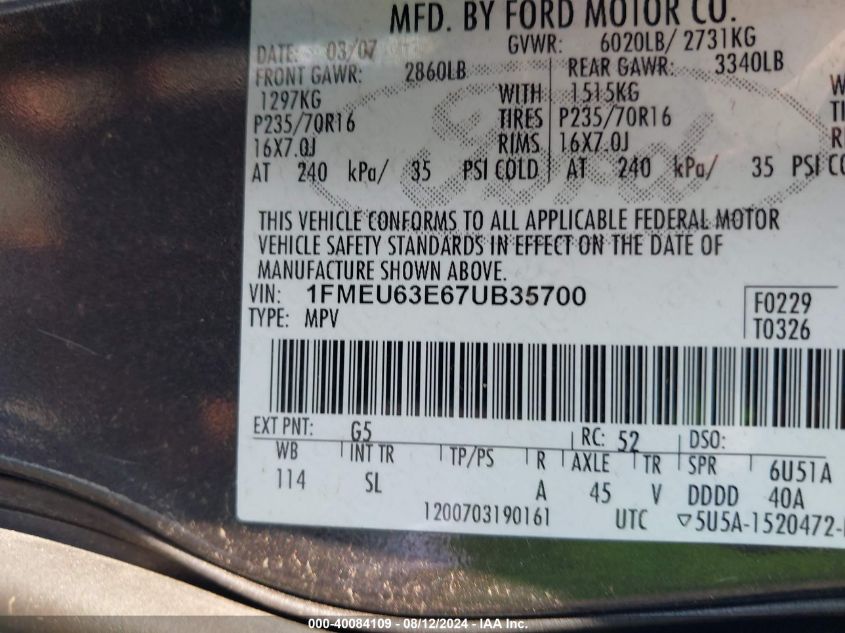 MFD. BY FORD MOTOR CO.
DATE: 03/07 GVWR: 6020LB/ 2731KG
FRONT GAWR: 2860LB REAR GAWR: 3340LB
1297KG WITH 1515KG
P235/70R16 TIRES P235/70R16
16X7.0J RIMS 16X7.0J
AT 240 kPa/ 35 PSI COLD AT 240 kPa/ 35 PSI
THIS VEHICLE CONFORMS TO ALL APPLICABLE FEDERAL MOTOR
VEHICLE SAFETY STANDARDS IN EFFECT ON THE DATE OF
MANUFACTURE SHOWN ABOVE.
VIN: 1FMEU63E67UB35700
F0229
TYPE: MPV
T0326
EXT PNT: G5 RC: 52 DSO:
WB INT TR TP/PS R AXLE TR SPR 6U51A
114 SL A 45 V DDDD 40A
1200703190161 UTC 5U5A-1520472-
000-40084109 - 08/12/2024 - IAA Inc.